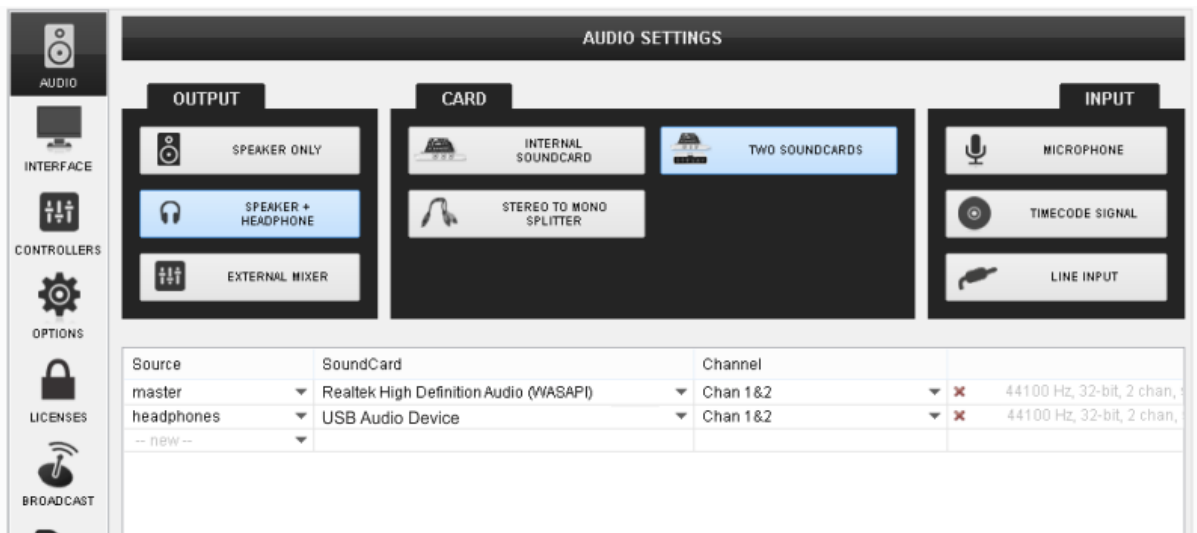 AUDIO
INTERFACE
CONTROLLERS
OPTIONS
LICENSES
BROADCAST
AUDIO SETTINGS
OUTPUT
SPEAKER ONLY
SPEAKER +
HEADPHONE
EXTERNAL MIXER
CARD
INTERNAL
SOUNDCARD
TWO SOUNDCARDS
STEREO TO MONO
SPLITTER
INPUT
MICROPHONE
TIMECODE SIGNAL
LINE INPUT
Source SoundCard Channel
master Realtek High Definition Audio (WASAPI) Chan 1&2 44100 Hz, 32-bit, 2 chan,
headphones USB Audio Device Chan 1&2 44100 Hz, 32-bit, 2 chan,
-- new --